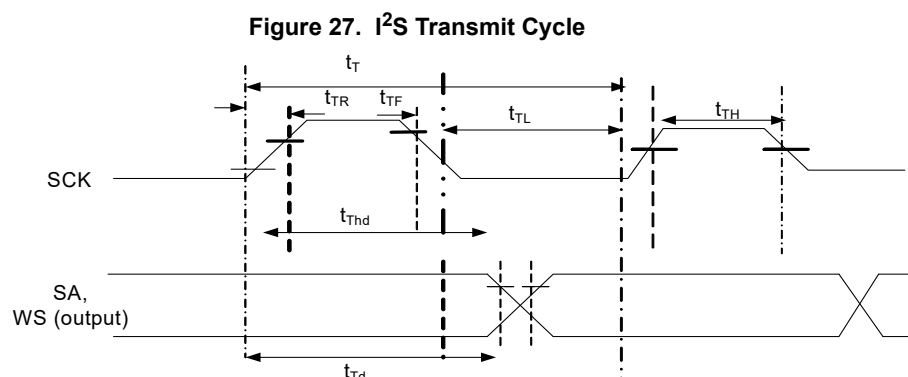 Figure 27. I²S Transmit Cycle
tT
tTR
tTF
tTL
tTH
SCK
tThd
SA,
WS (output)
tTd